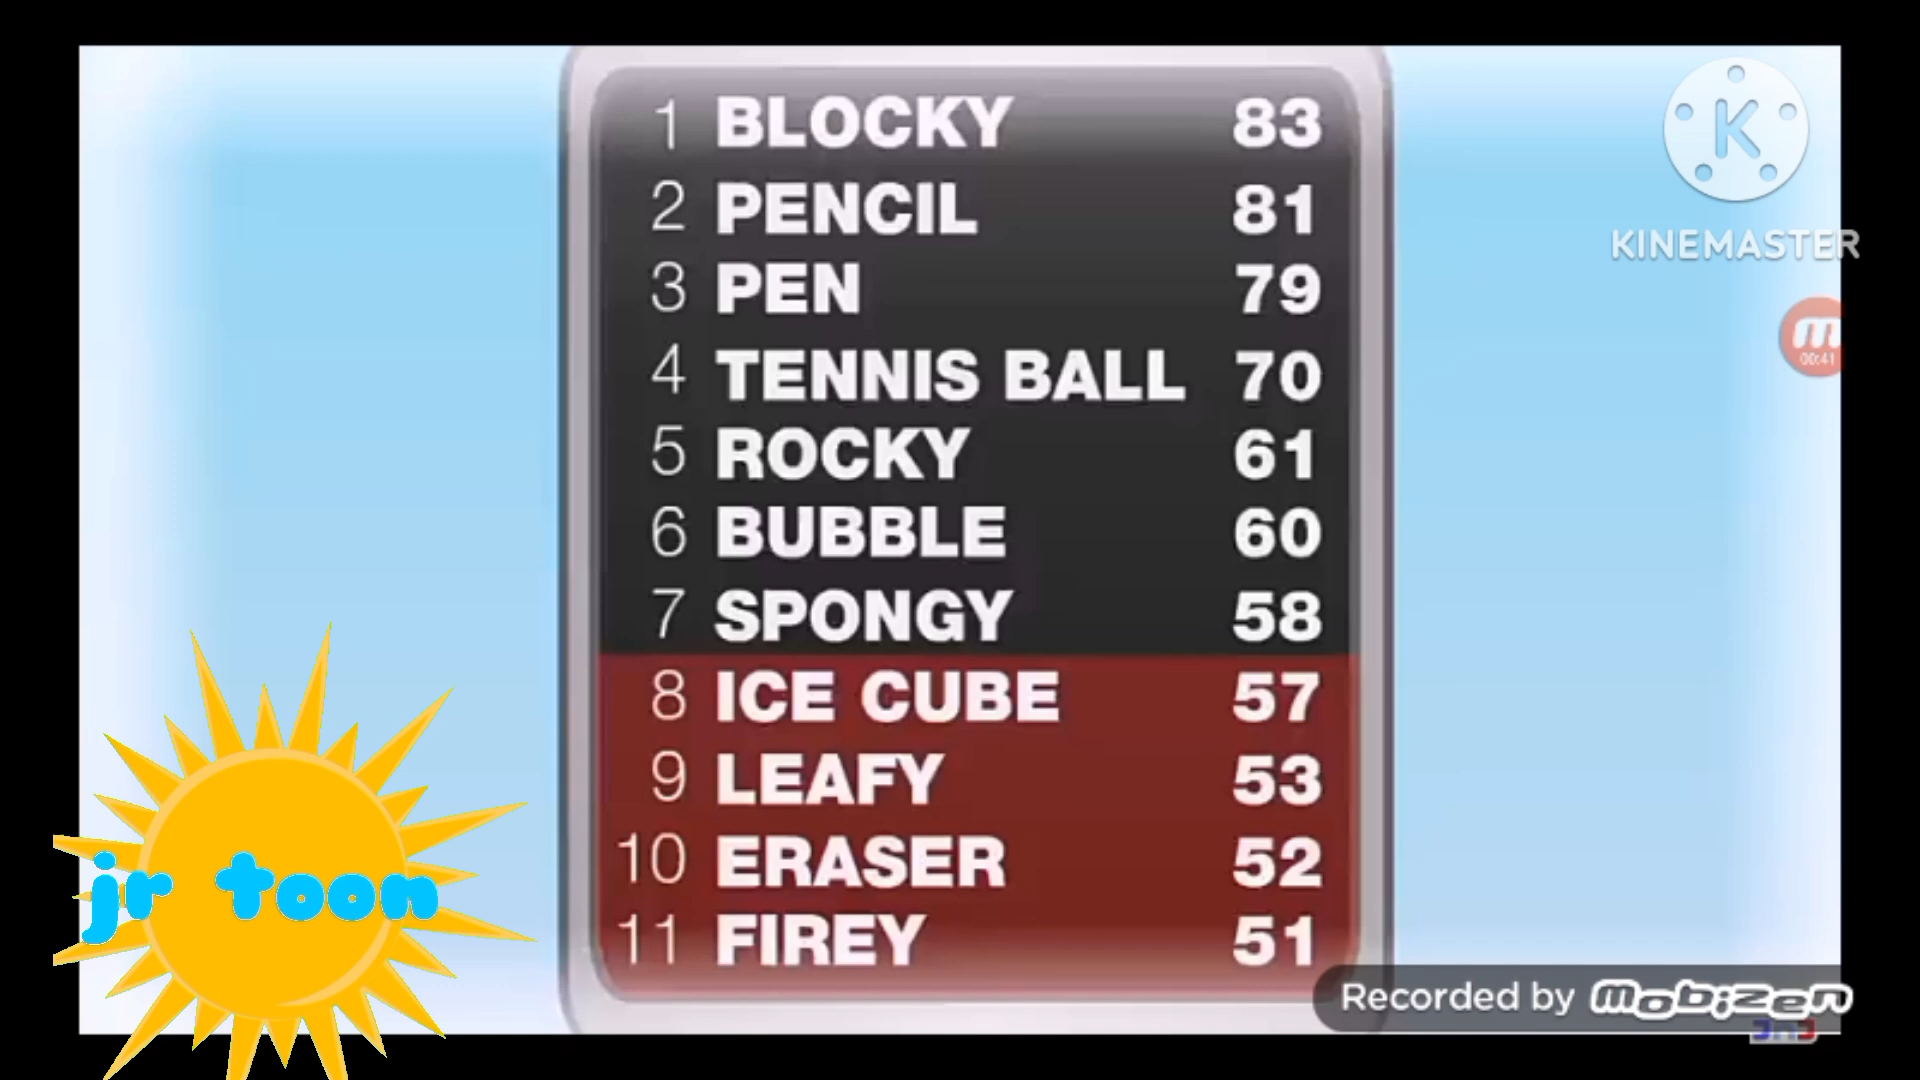 1 BLOCKY 83
2 PENCIL 81
3 PEN 79
4 TENNIS BALL 70
5 ROCKY 61
6 BUBBLE 60
7 SPONGY 58
8 ICE CUBE 57
9 LEAFY 53
10 ERASER 52
11 FIREY 51
K
KINEMASTER
m
00:41
jr toon
Recorded by mobizen